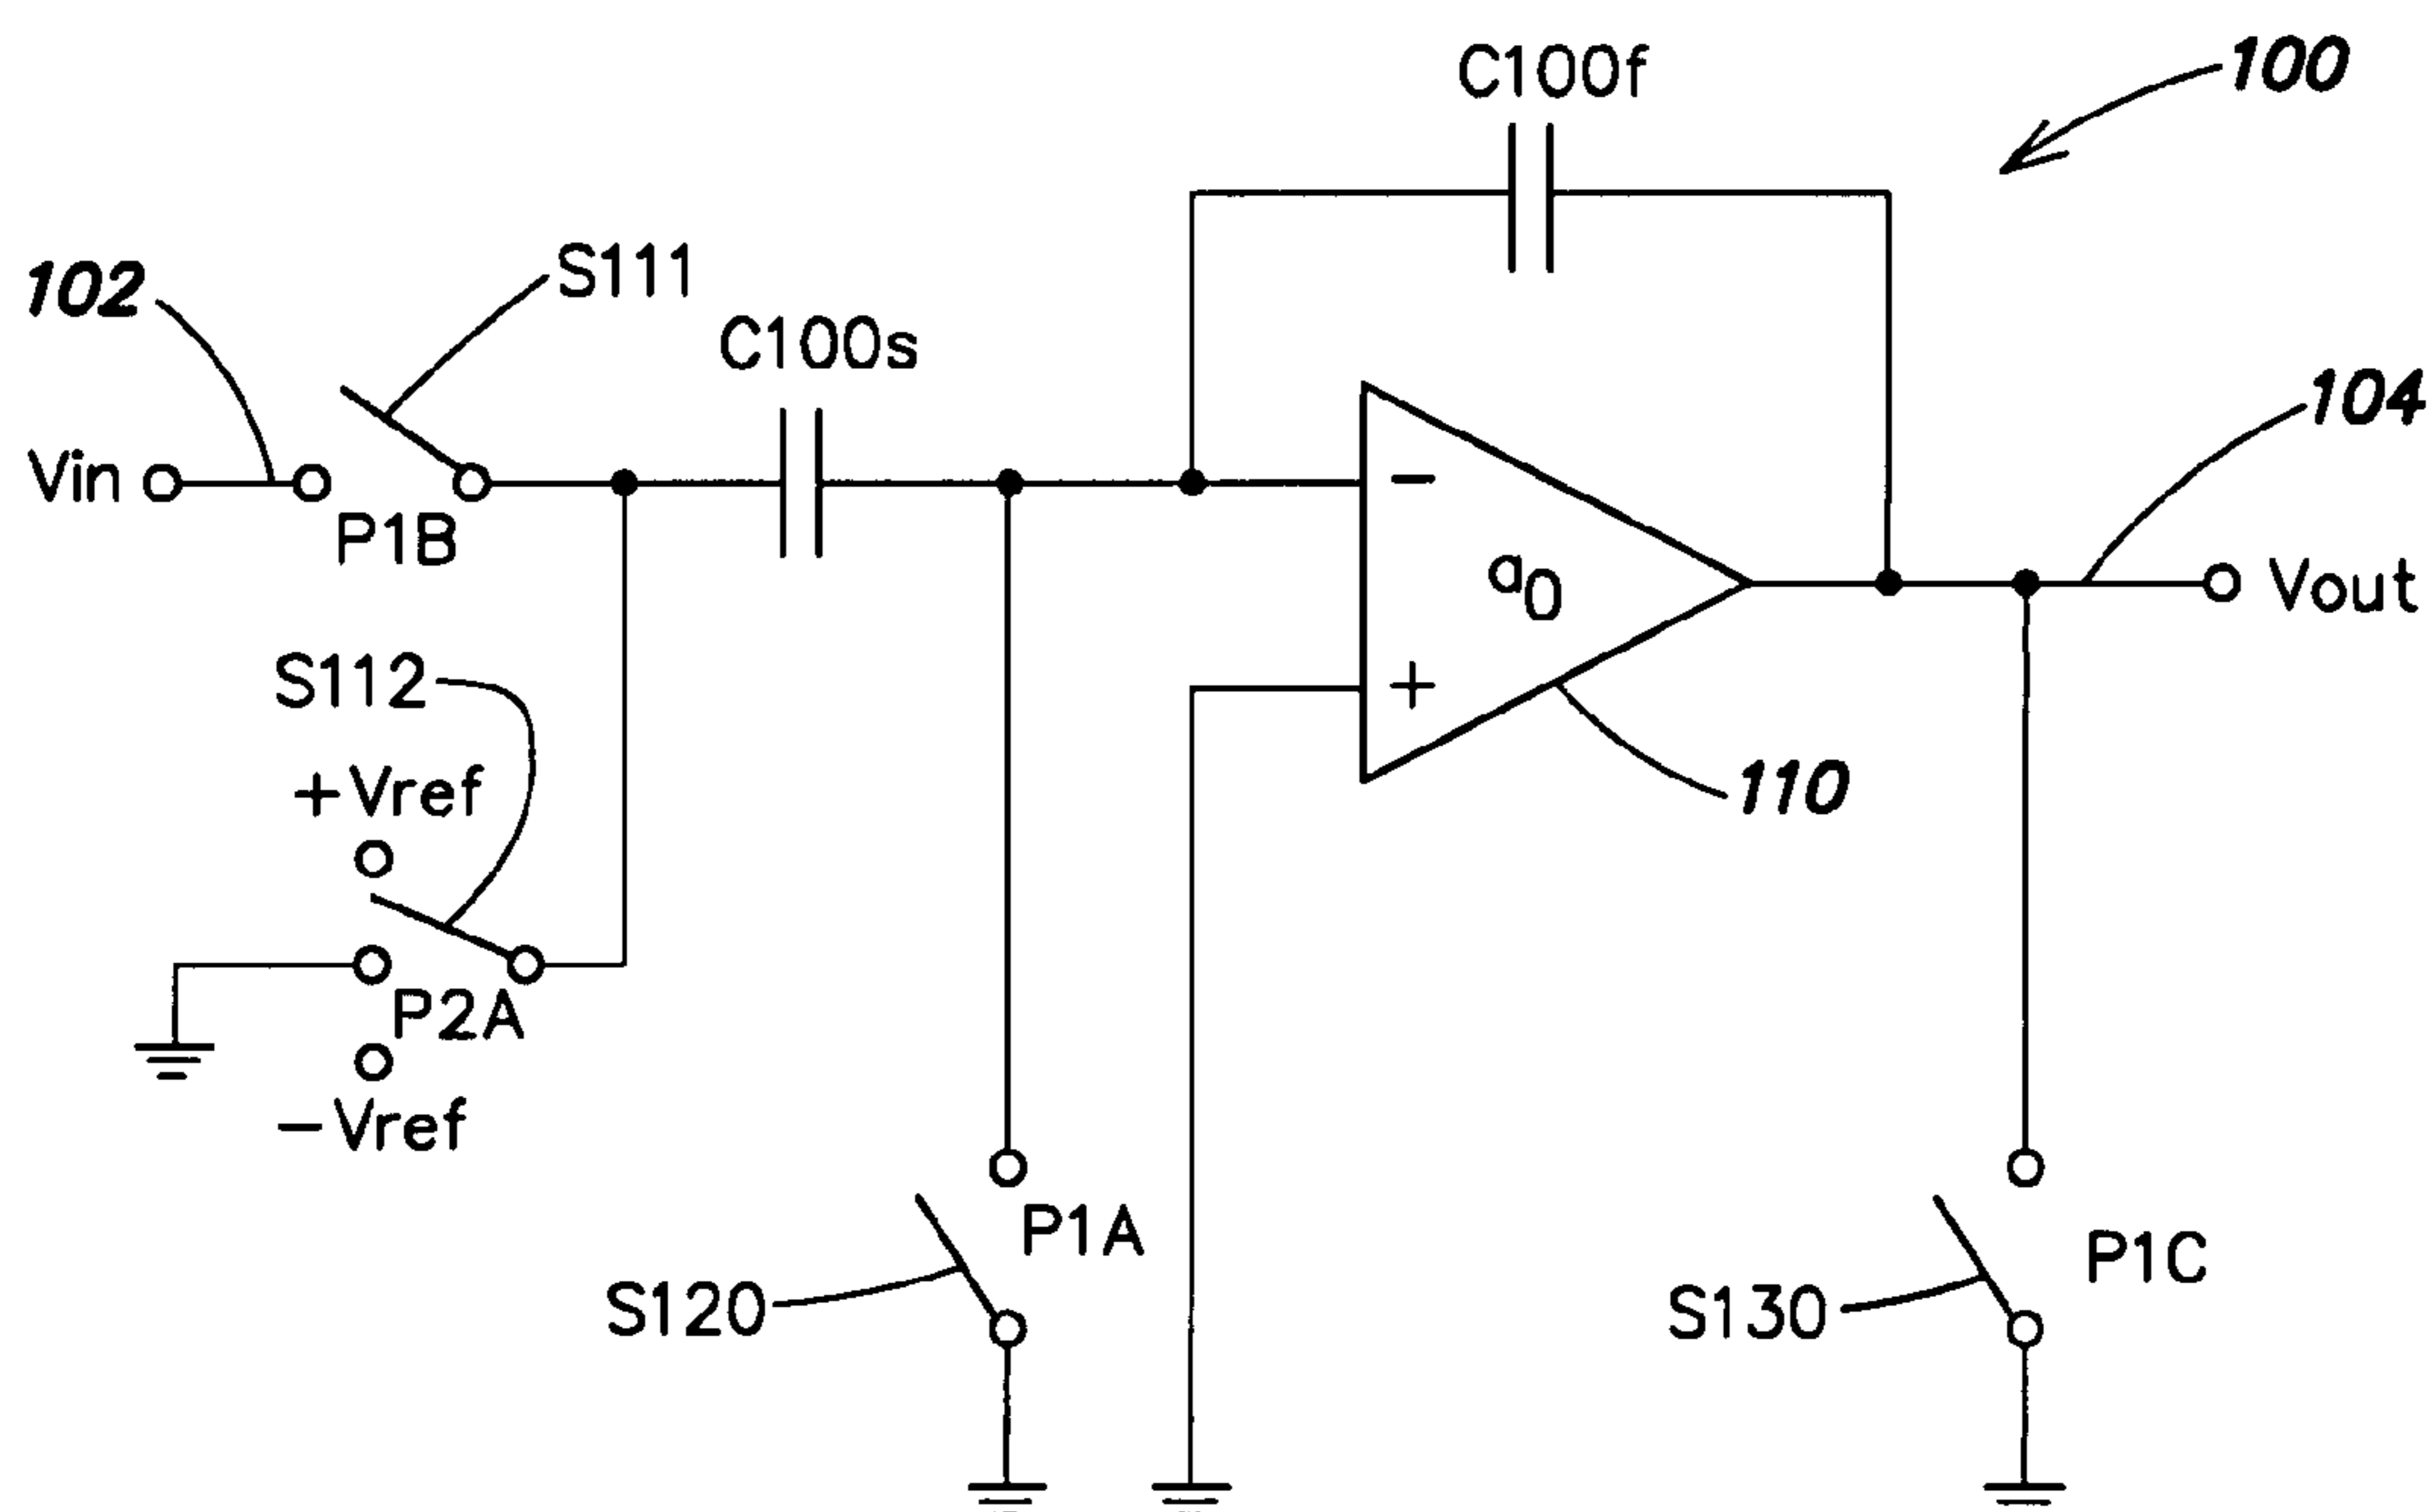 C100f
100
102
S111
C100s
104
Vin
P1B
−
a0
Vout
S112
+
+Vref
110
P2A
−Vref
P1A
P1C
S120
S130